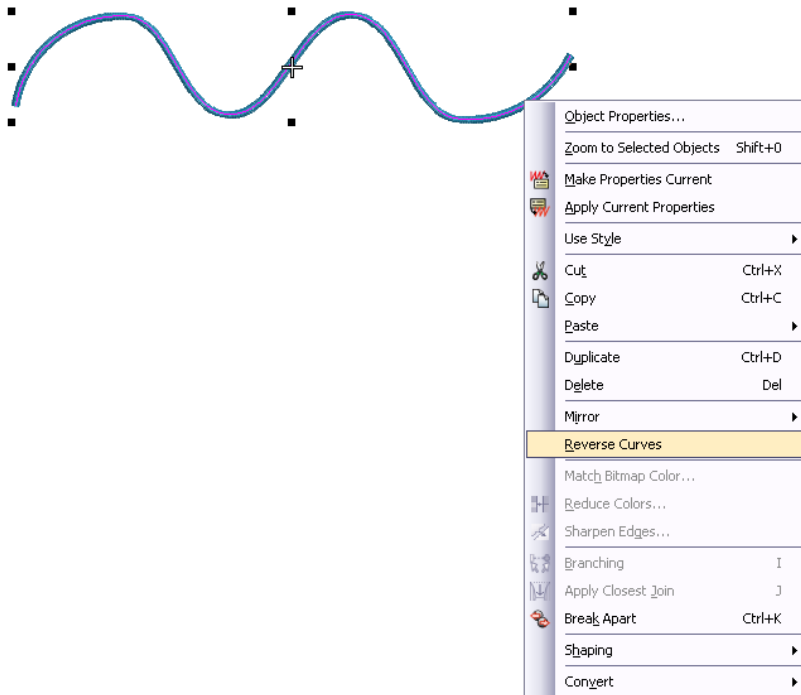 Object Properties...
Zoom to Selected Objects Shift+0
Make Properties Current
Apply Current Properties
Use Style
Cut Ctrl+X
Copy Ctrl+C
Paste
Duplicate Ctrl+D
Delete Del
Mirror
Reverse Curves
Match Bitmap Color...
Reduce Colors...
Sharpen Edges...
Branching I
Apply Closest Join J
Break Apart Ctrl+K
Shaping
Convert